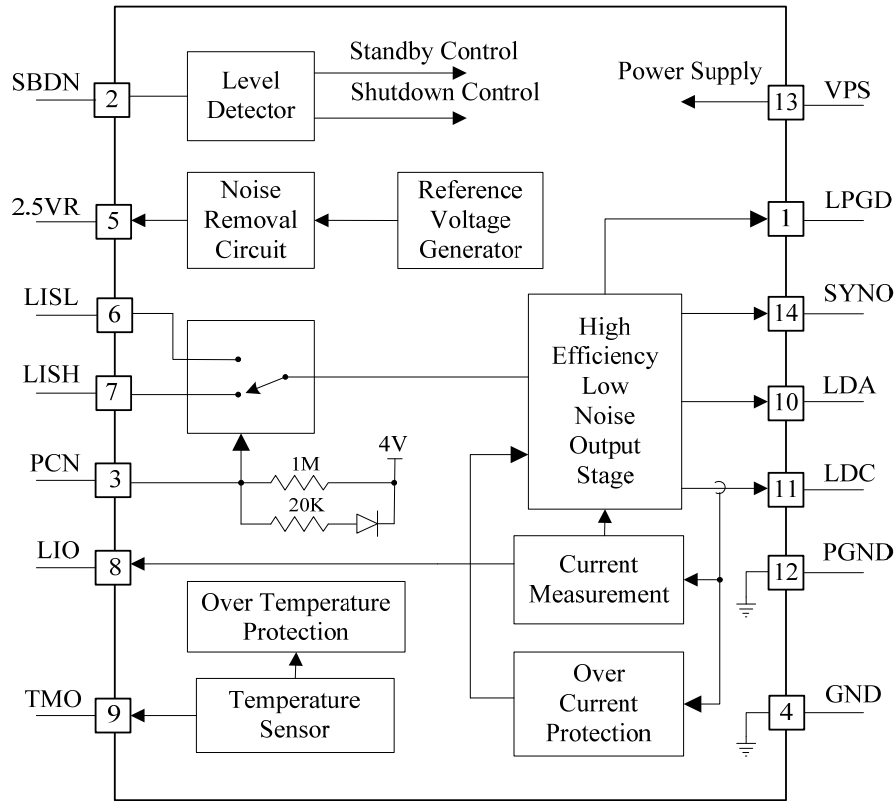 Standby Control
SBDN
2
Level
Detector
Shutdown Control
Power Supply
13
VPS
2.5VR
5
Noise
Removal
Circuit
Reference
Voltage
Generator
1
LPGD
LISL
6
14
SYNO
High
Efficiency
Low
Noise
Output
Stage
LISH
7
10
LDA
PCN
3
1M
4V
20K
11
LDC
LIO
8
Current
Measurement
12
PGND
Over Temperature
Protection
TMO
9
Temperature
Sensor
Over
Current
Protection
4
GND